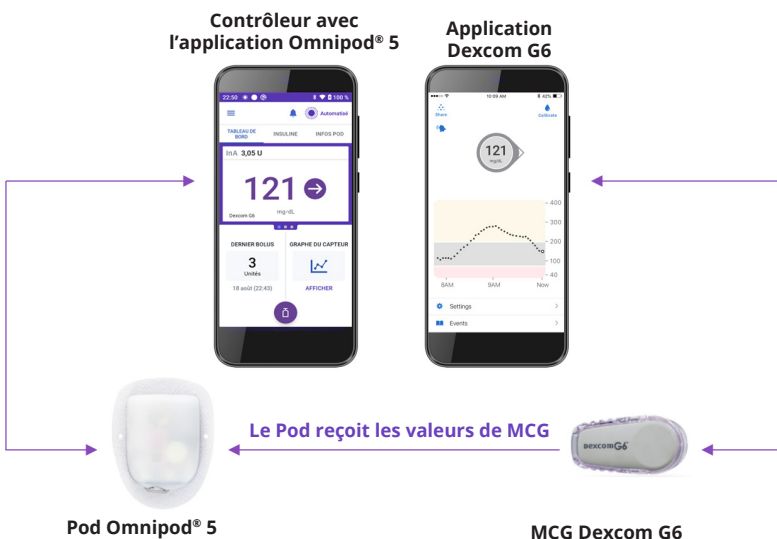 Contrôleur avec
l'application Omnipod® 5
Application
Dexcom G6
22:50
100 %
Automatisé
TABLEAU DE
BORD
INSULINE
INFOS POD
InA 3,05 U
121
mg/dL
Dexcom G6
DERNIER BOLUS
GRAPHE DU CAPTEUR
3
Unités
18 août (22:43)
AFFICHER
10:09 AM
42%
Share
Calibrate
121
mg/dL
400
300
200
100
40
8AM
9AM
Now
Settings
Events
Le Pod reçoit les valeurs de MCG
Dexcom G6
Pod Omnipod® 5
MCG Dexcom G6